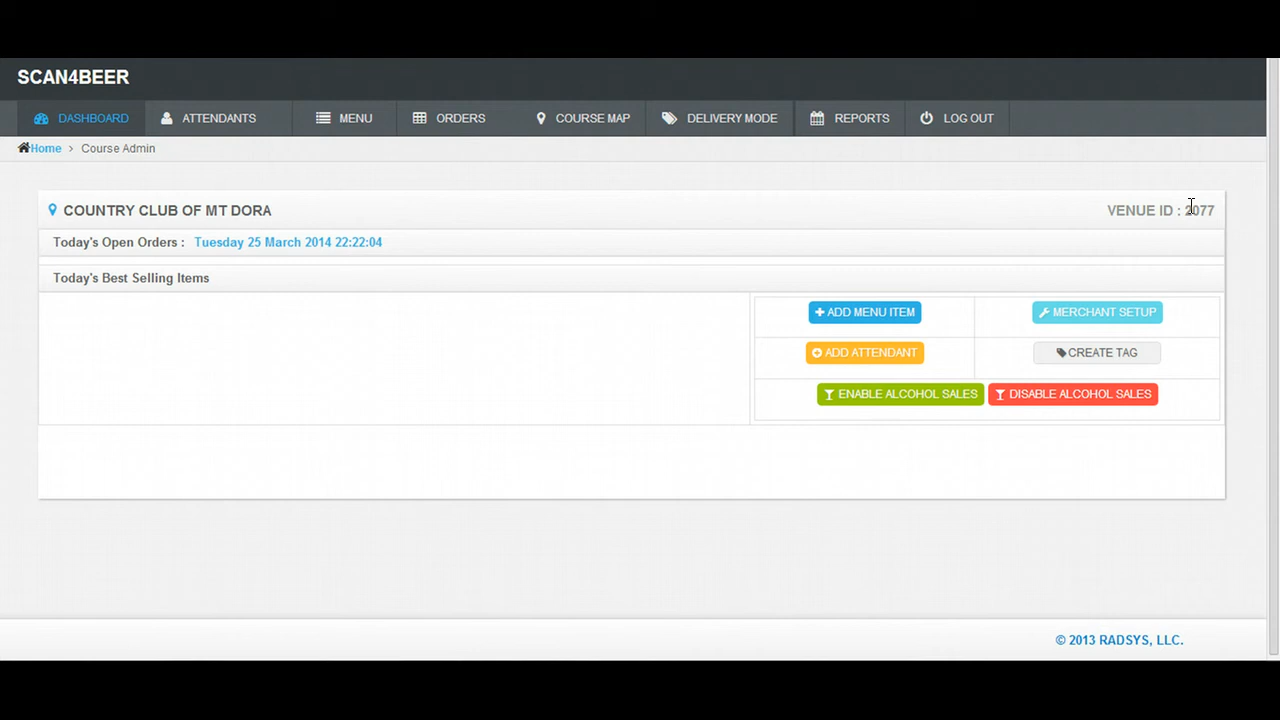 SCAN4BEER
DASHBOARD ATTENDANTS MENU ORDERS COURSE MAP DELIVERY MODE REPORTS LOG OUT
Home > Course Admin
COUNTRY CLUB OF MT DORA VENUE ID : 2077
Today's Open Orders : Tuesday 25 March 2014 22:22:04
Today's Best Selling Items
ADD MENU ITEM MERCHANT SETUP
ADD ATTENDANT CREATE TAG
ENABLE ALCOHOL SALES DISABLE ALCOHOL SALES
© 2013 RADSYS, LLC.